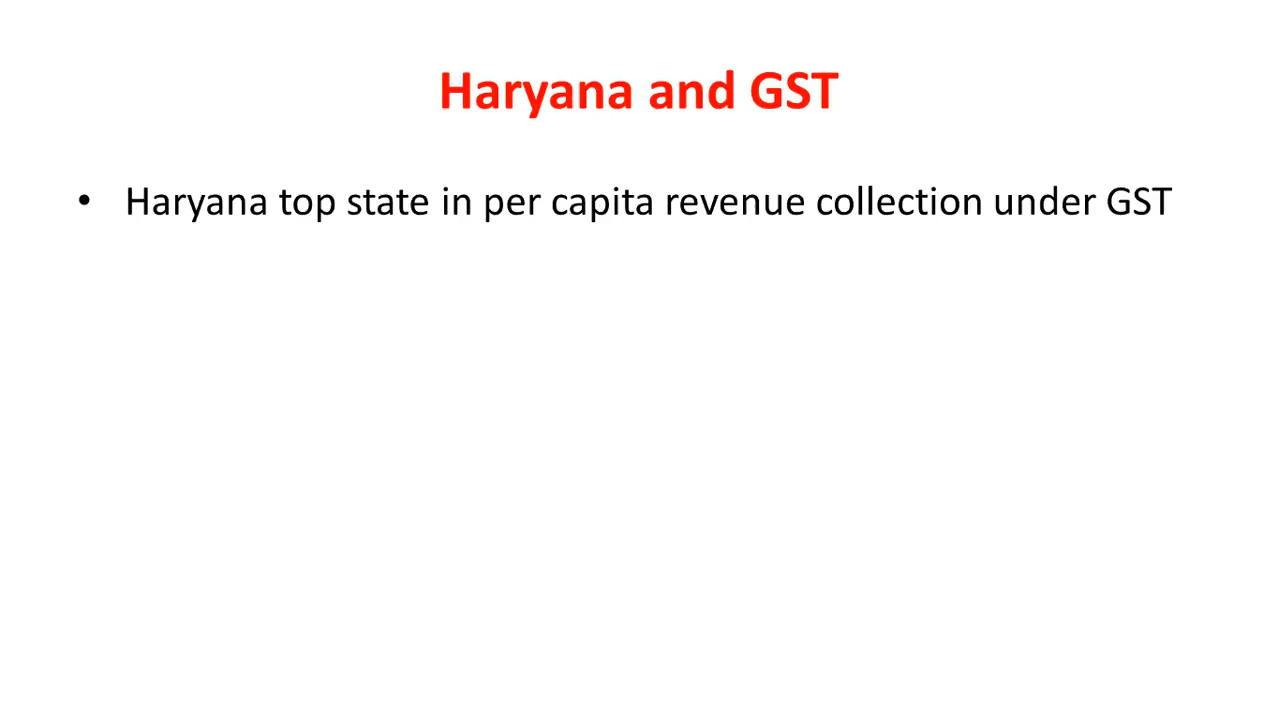 Haryana and GST
• Haryana top state in per capita revenue collection under GST